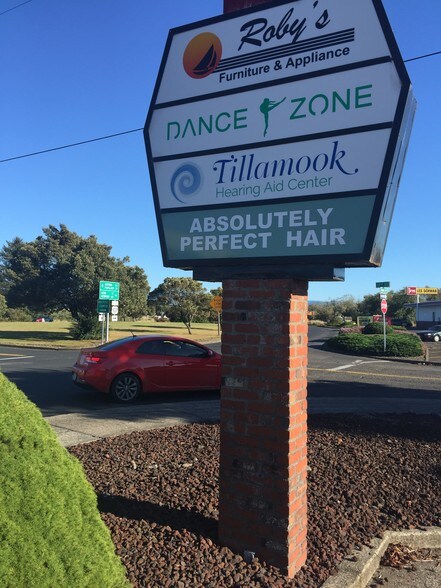 Roby's
Furniture & Appliance
DANCE ZONE
Tillamook
Hearing Aid Center
ABSOLUTELY
PERFECT HAIR